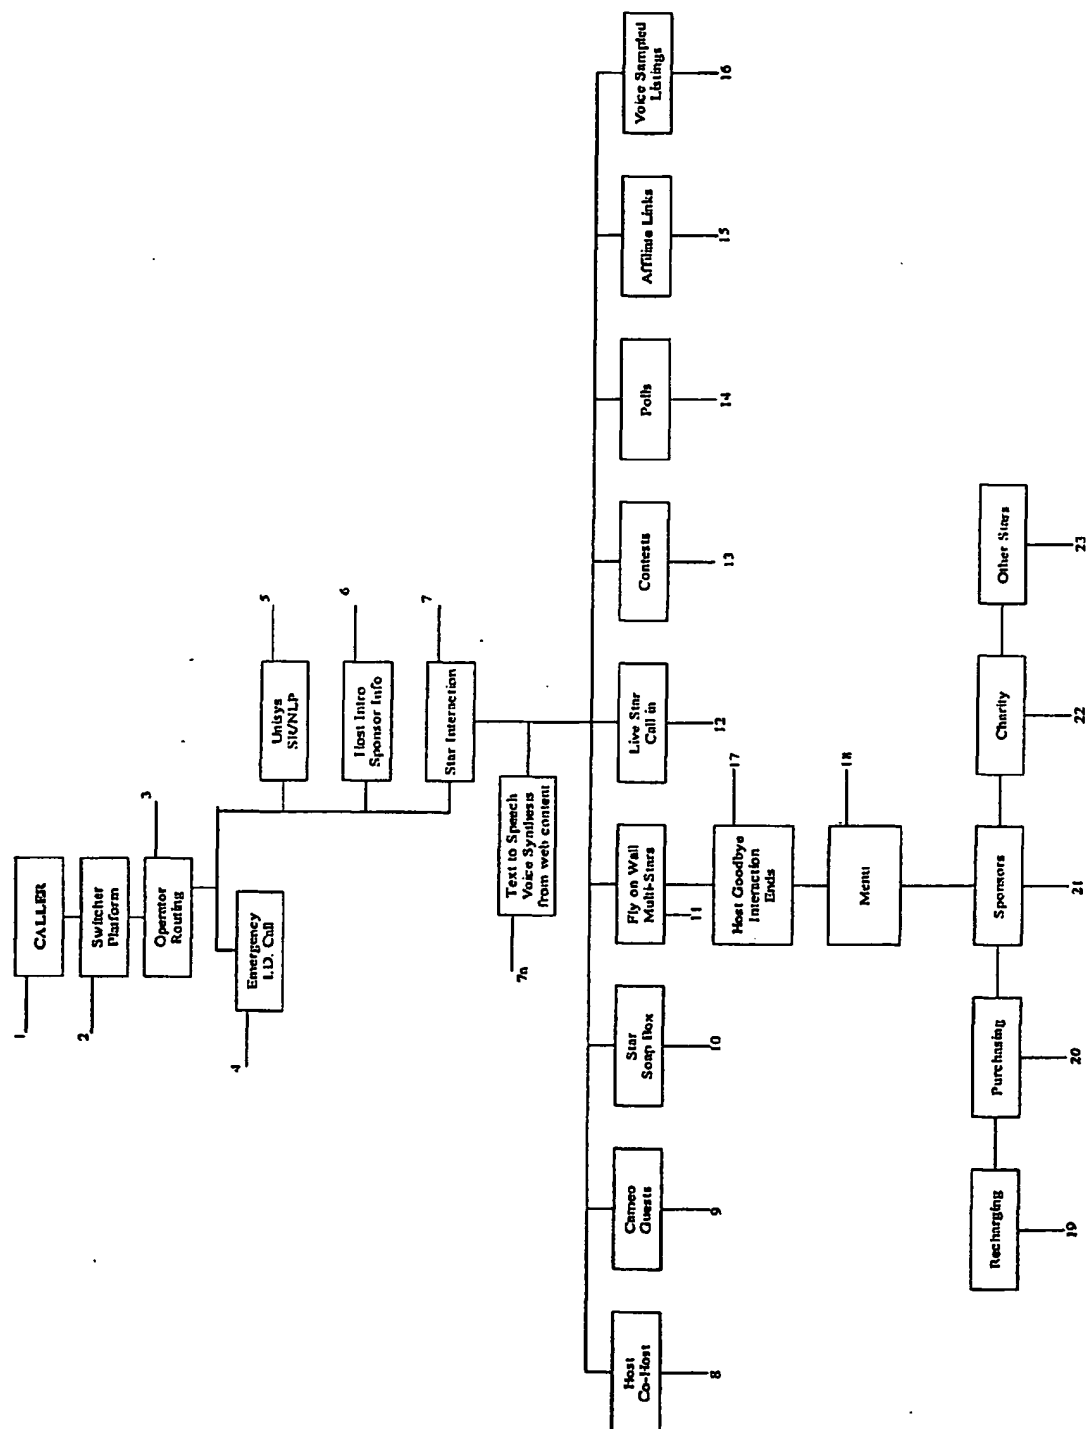 1
CALLER
2
Switcher
Platform
3
Operator
Routing
4
Emergency
I.D. Call
5
Unisys
SR/NLP
6
Host Intro
Sponsor Info
7
Star Interaction
7a
Text to Speech
Voice Synthesis
from web content
Host
Co-Host
8
Cameo
Guests
9
Star
Soap Box
10
Fly on Wall
Multi-Stars
11
Live Star
Call in
12
Contests
13
Polls
14
Affiliate Links
15
Voice Sampled
Listings
16
Host Goodbye
Interaction
Ends
17
Menu
18
Recharging
19
Purchasing
20
Sponsors
21
Charity
22
Other Stars
23